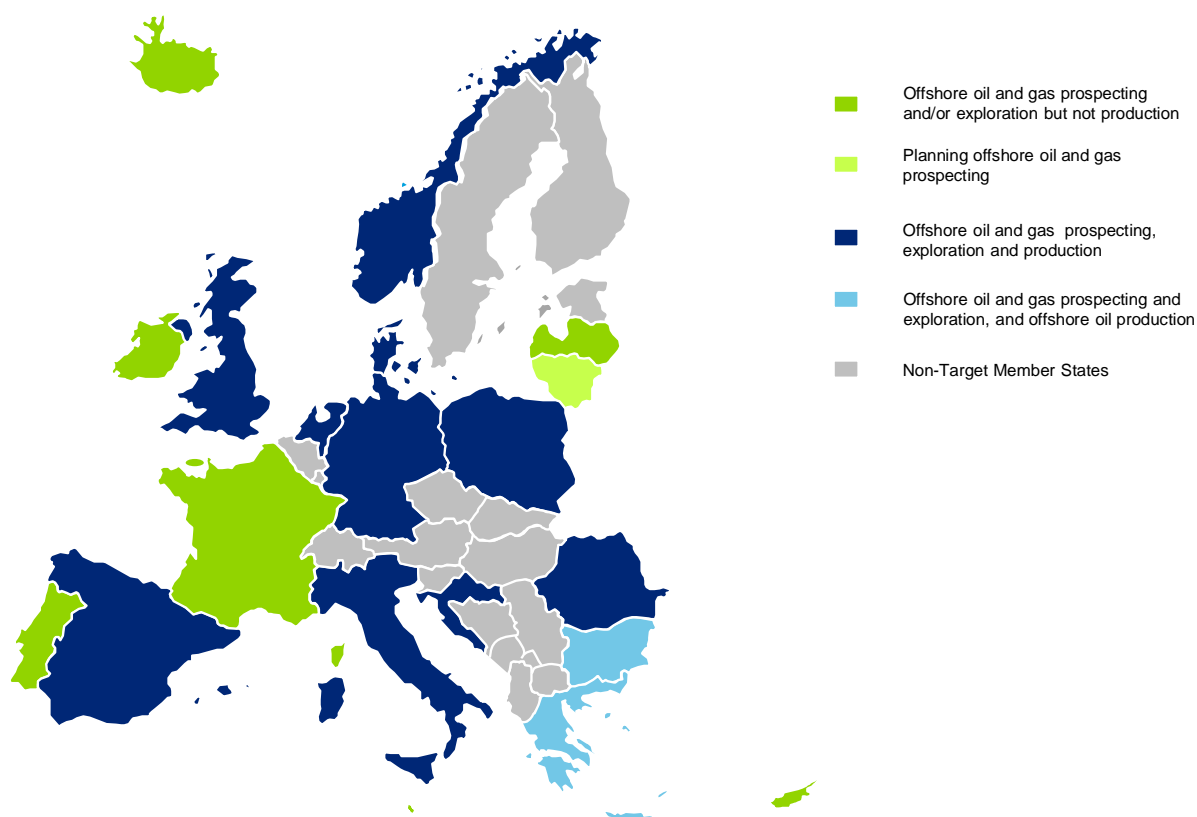 Offshore oil and gas prospecting
and/or exploration but not production
Planning offshore oil and gas
prospecting
Offshore oil and gas prospecting,
exploration and production
Offshore oil and gas prospecting and
exploration, and offshore oil production
Non-Target Member States